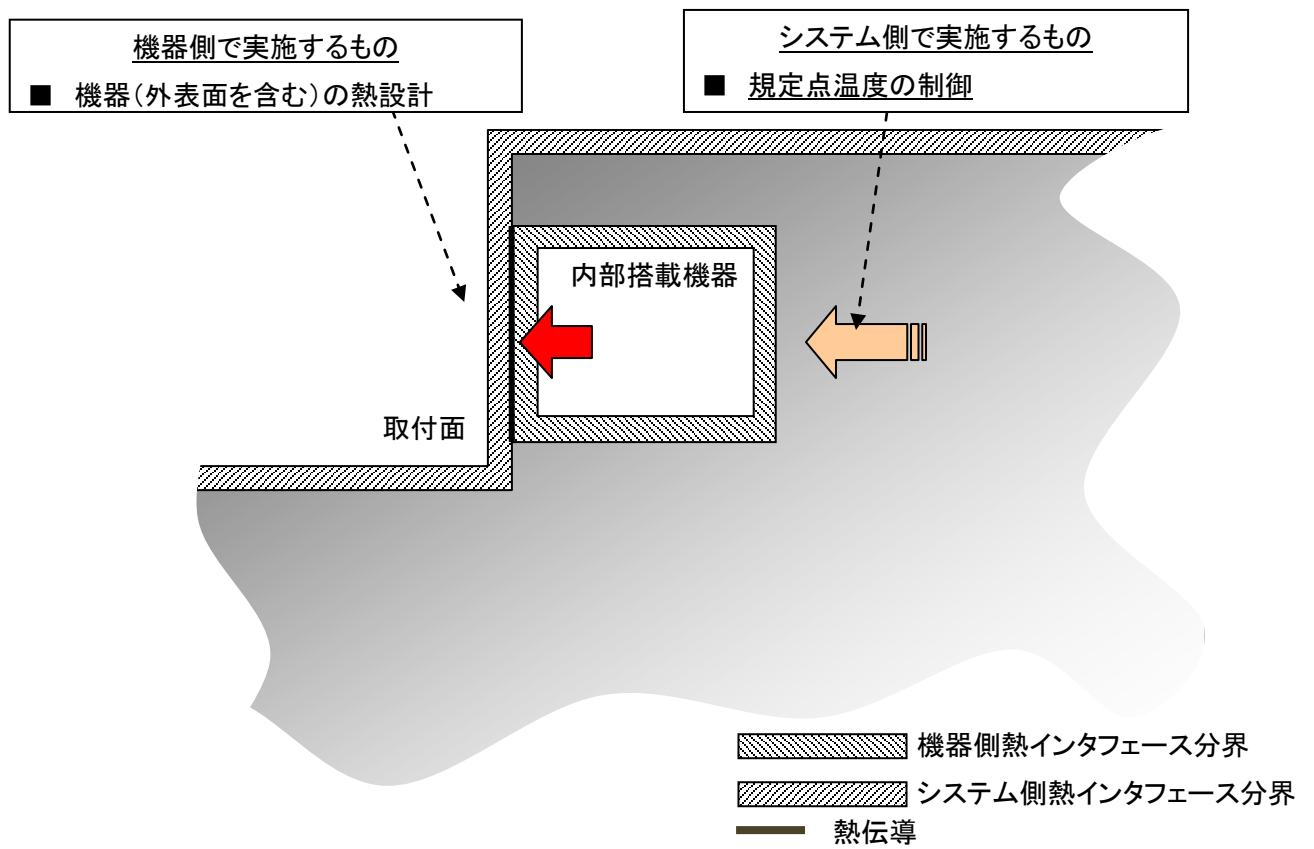 機器側で実施するもの
■ 機器(外表面を含む)の熱設計
システム側で実施するもの
■ 規定点温度の制御
内部搭載機器
取付面
機器側熱インタフェース分界
システム側熱インタフェース分界
熱伝導